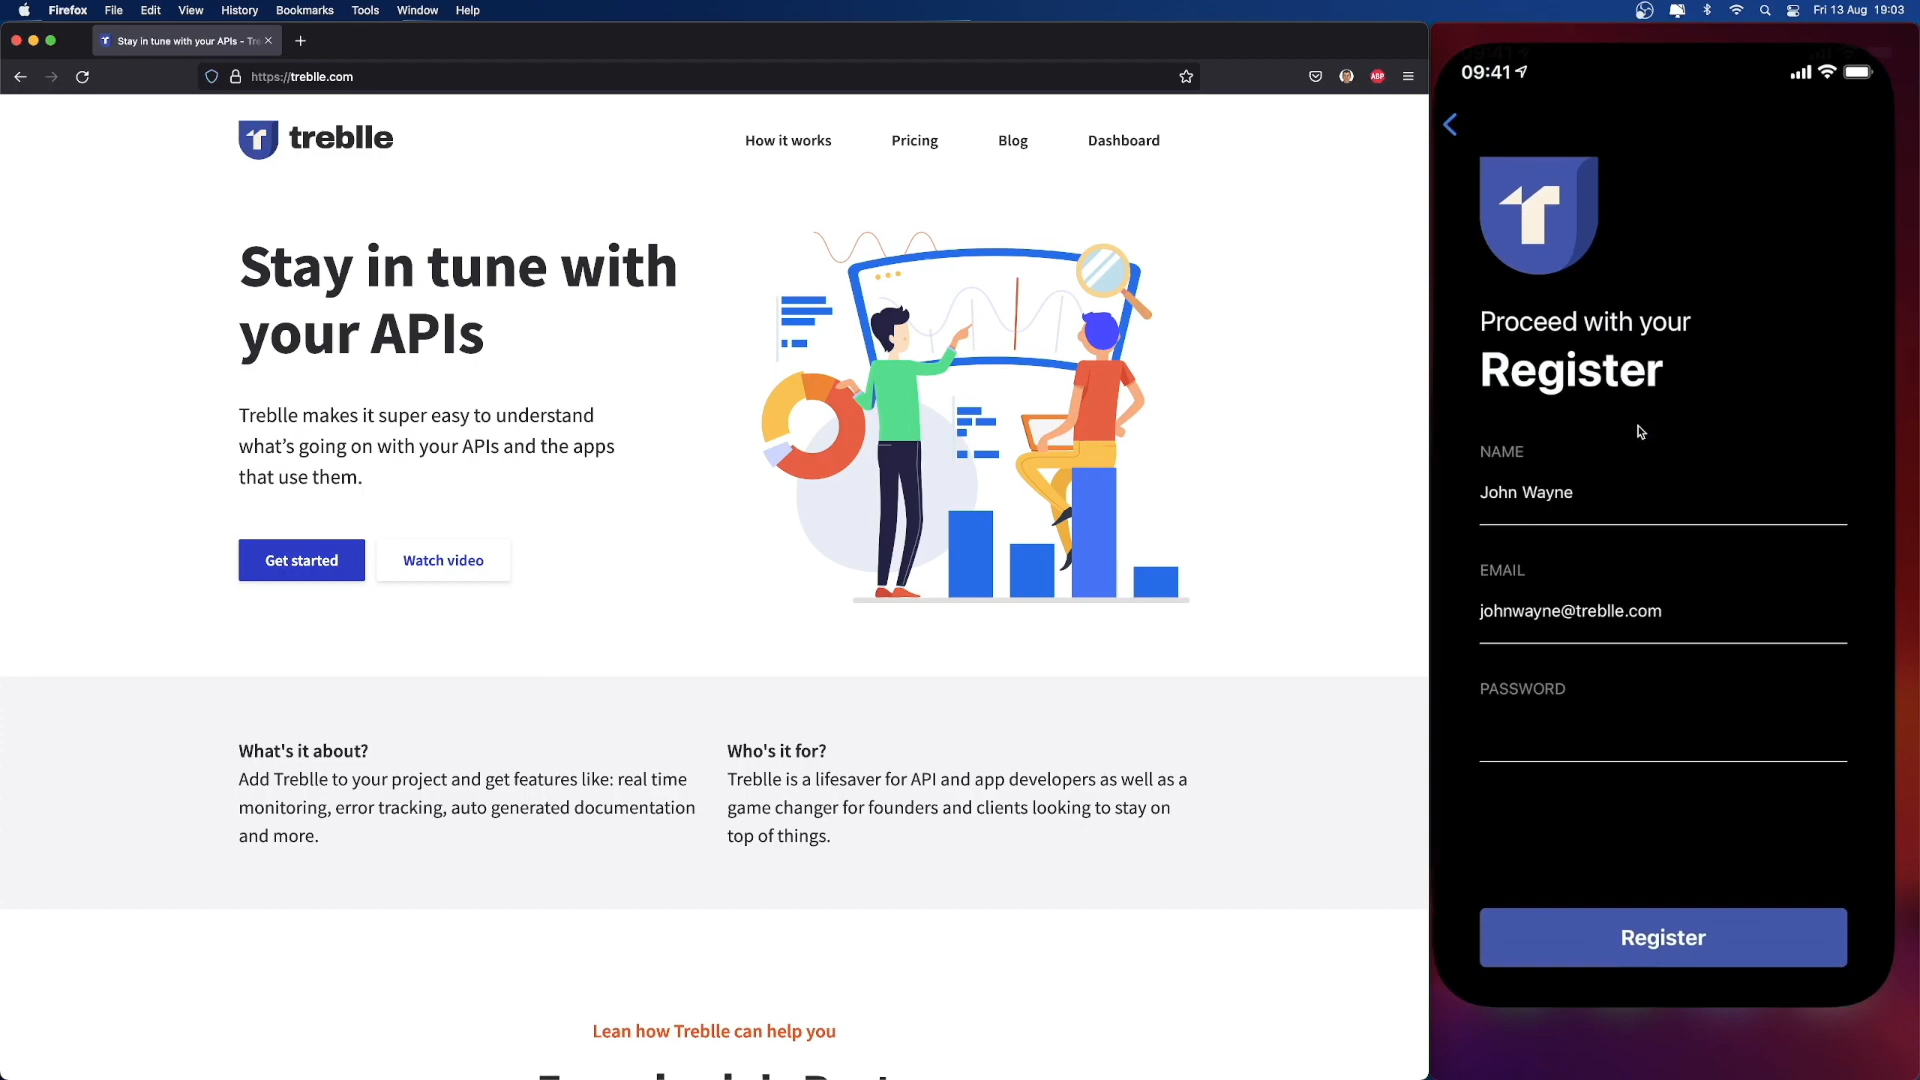 Firefox File Edit View History Bookmarks Tools Window Help
Fri 13 Aug 19:03
Stay in tune with your APIs - Tre
https://treblle.com
ABP
treblle
How it works Pricing Blog Dashboard
Stay in tune with
your APIs
Treblle makes it super easy to understand
what's going on with your APIs and the apps
that use them.
Get started Watch video
What's it about?
Add Treblle to your project and get features like: real time
monitoring, error tracking, auto generated documentation
and more.
Who's it for?
Treblle is a lifesaver for API and app developers as well as a
game changer for founders and clients looking to stay on
top of things.
Lean how Treblle can help you
09:41
Proceed with your
Register
NAME
John Wayne
EMAIL
johnwayne@treblle.com
PASSWORD
Register